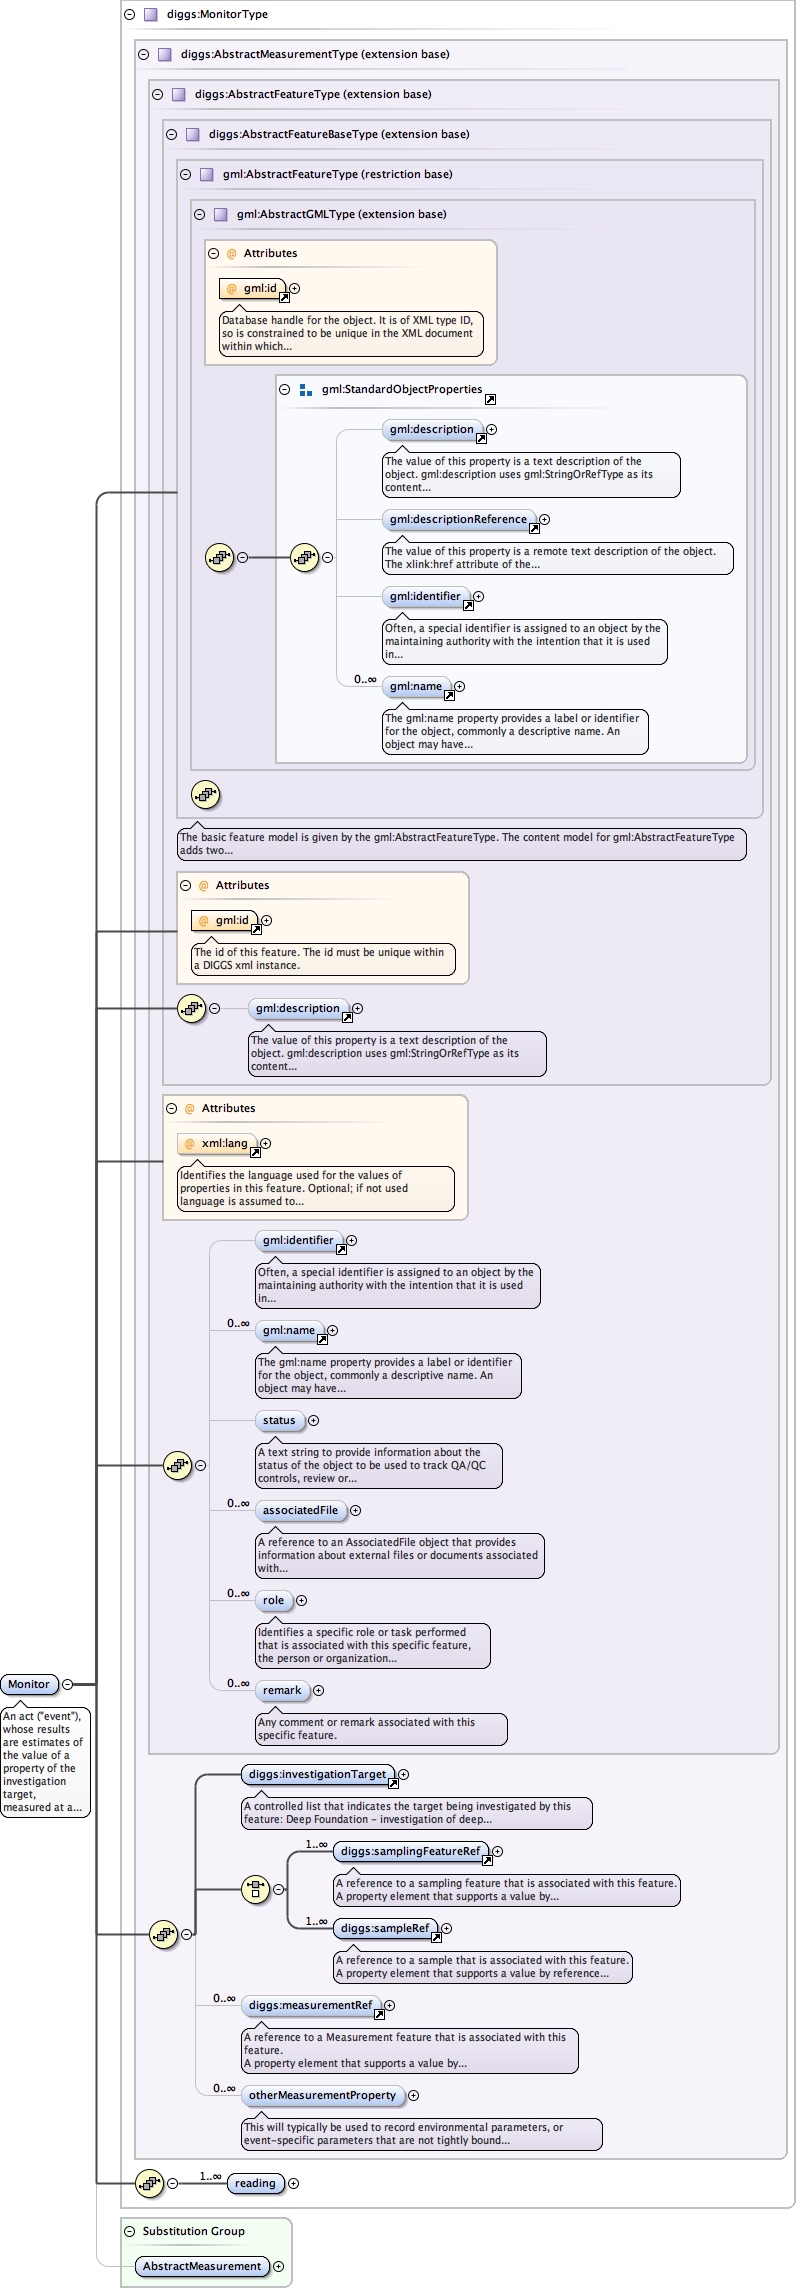 diggs:MonitorType
diggs:AbstractMeasurementType (extension base)
diggs:AbstractFeatureType (extension base)
diggs:AbstractFeatureBaseType (extension base)
gml:AbstractFeatureType (restriction base)
gml:AbstractGMLType (extension base)
@ Attributes
@ gml:id
Database handle for the object. It is of XML type ID,
so is constrained to be unique in the XML document
within which...
gml:StandardObjectProperties
gml:description
The value of this property is a text description of the
object. gml:description uses gml:StringOrRefType as its
content...
gml:descriptionReference
The value of this property is a remote text description of the object.
The xlink:href attribute of the...
gml:identifier
Often, a special identifier is assigned to an object by the
maintaining authority with the intention that it is used
in...
0..∞
gml:name
The gml:name property provides a label or identifier
for the object, commonly a descriptive name. An
object may have...
The basic feature model is given by the gml:AbstractFeatureType. The content model for gml:AbstractFeatureType
adds two...
@ Attributes
@ gml:id
The id of this feature. The id must be unique within
a DIGGS xml instance.
gml:description
The value of this property is a text description of the
object. gml:description uses gml:StringOrRefType as its
content...
@ Attributes
@ xml:lang
Identifies the language used for the values of
properties in this feature. Optional; if not used
language is assumed to...
gml:identifier
Often, a special identifier is assigned to an object by the
maintaining authority with the intention that it is used
in...
0..∞
gml:name
The gml:name property provides a label or identifier
for the object, commonly a descriptive name. An
object may have...
status
A text string to provide information about the
status of the object to be used to track QA/QC
controls, review or...
0..∞
associatedFile
A reference to an AssociatedFile object that provides
information about external files or documents associated
with...
0..∞
role
Identifies a specific role or task performed
that is associated with this specific feature,
the person or organization...
0..∞
remark
Any comment or remark associated with this
specific feature.
Monitor
An act ("event"),
whose results
are estimates of
the value of a
property of the
investigation
target,
measured at a...
diggs:investigationTarget
A controlled list that indicates the target being investigated by this
feature: Deep Foundation - investigation of deep...
1..∞
diggs:samplingFeatureRef
A reference to a sampling feature that is associated with this feature.
A property element that supports a value by...
1..∞
diggs:sampleRef
A reference to a sample that is associated with this feature.
A property element that supports a value by reference...
0..∞
diggs:measurementRef
A reference to a Measurement feature that is associated with this
feature.
A property element that supports a value by...
0..∞
otherMeasurementProperty
This will typically be used to record environmental parameters, or
event-specific parameters that are not tightly bound...
1..∞
reading
Substitution Group
AbstractMeasurement